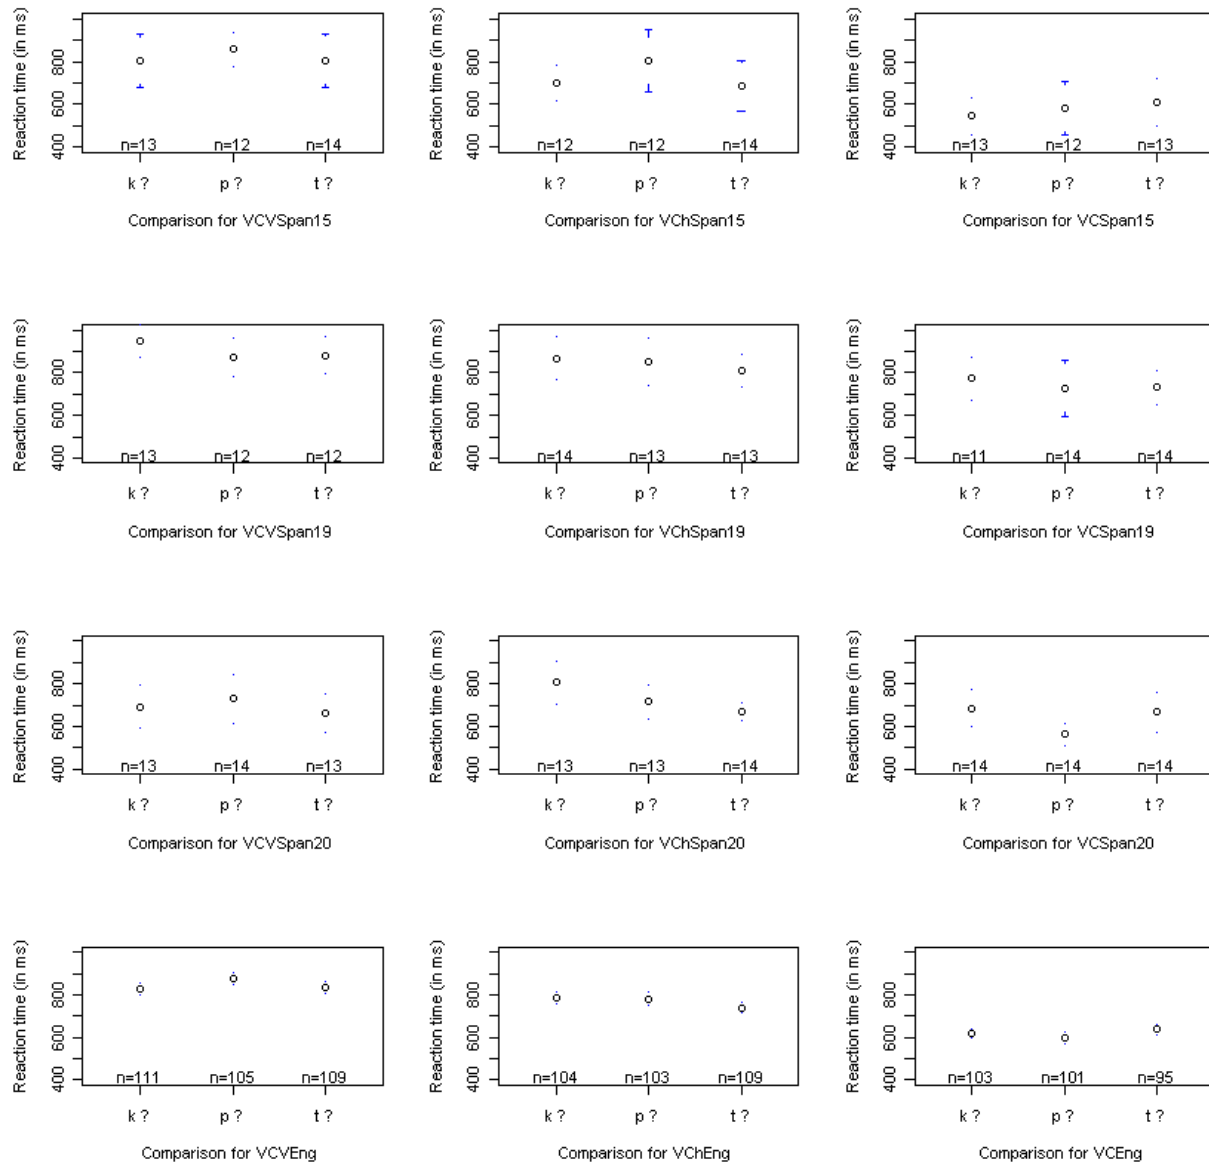 Reaction time (in ms)
800
600
400
n=13 n=12 n=14
k ? p ? t ?
Comparison for VCVSpan15
Reaction time (in ms)
800
600
400
n=12 n=12 n=14
k ? p ? t ?
Comparison for VChSpan15
Reaction time (in ms)
800
600
400
n=13 n=12 n=13
k ? p ? t ?
Comparison for VCSpan15
Reaction time (in ms)
800
600
400
n=13 n=12 n=12
k ? p ? t ?
Comparison for VCVSpan19
Reaction time (in ms)
800
600
400
n=14 n=13 n=13
k ? p ? t ?
Comparison for VChSpan19
Reaction time (in ms)
800
600
400
n=11 n=14 n=14
k ? p ? t ?
Comparison for VCSpan19
Reaction time (in ms)
800
600
400
n=13 n=14 n=13
k ? p ? t ?
Comparison for VCVSpan20
Reaction time (in ms)
800
600
400
n=13 n=13 n=14
k ? p ? t ?
Comparison for VChSpan20
Reaction time (in ms)
800
600
400
n=14 n=14 n=14
k ? p ? t ?
Comparison for VCSpan20
Reaction time (in ms)
800
600
400
n=111 n=105 n=109
k ? p ? t ?
Comparison for VCVEng
Reaction time (in ms)
800
600
400
n=104 n=103 n=109
k ? p ? t ?
Comparison for VChEng
Reaction time (in ms)
800
600
400
n=103 n=101 n=95
k ? p ? t ?
Comparison for VCEng